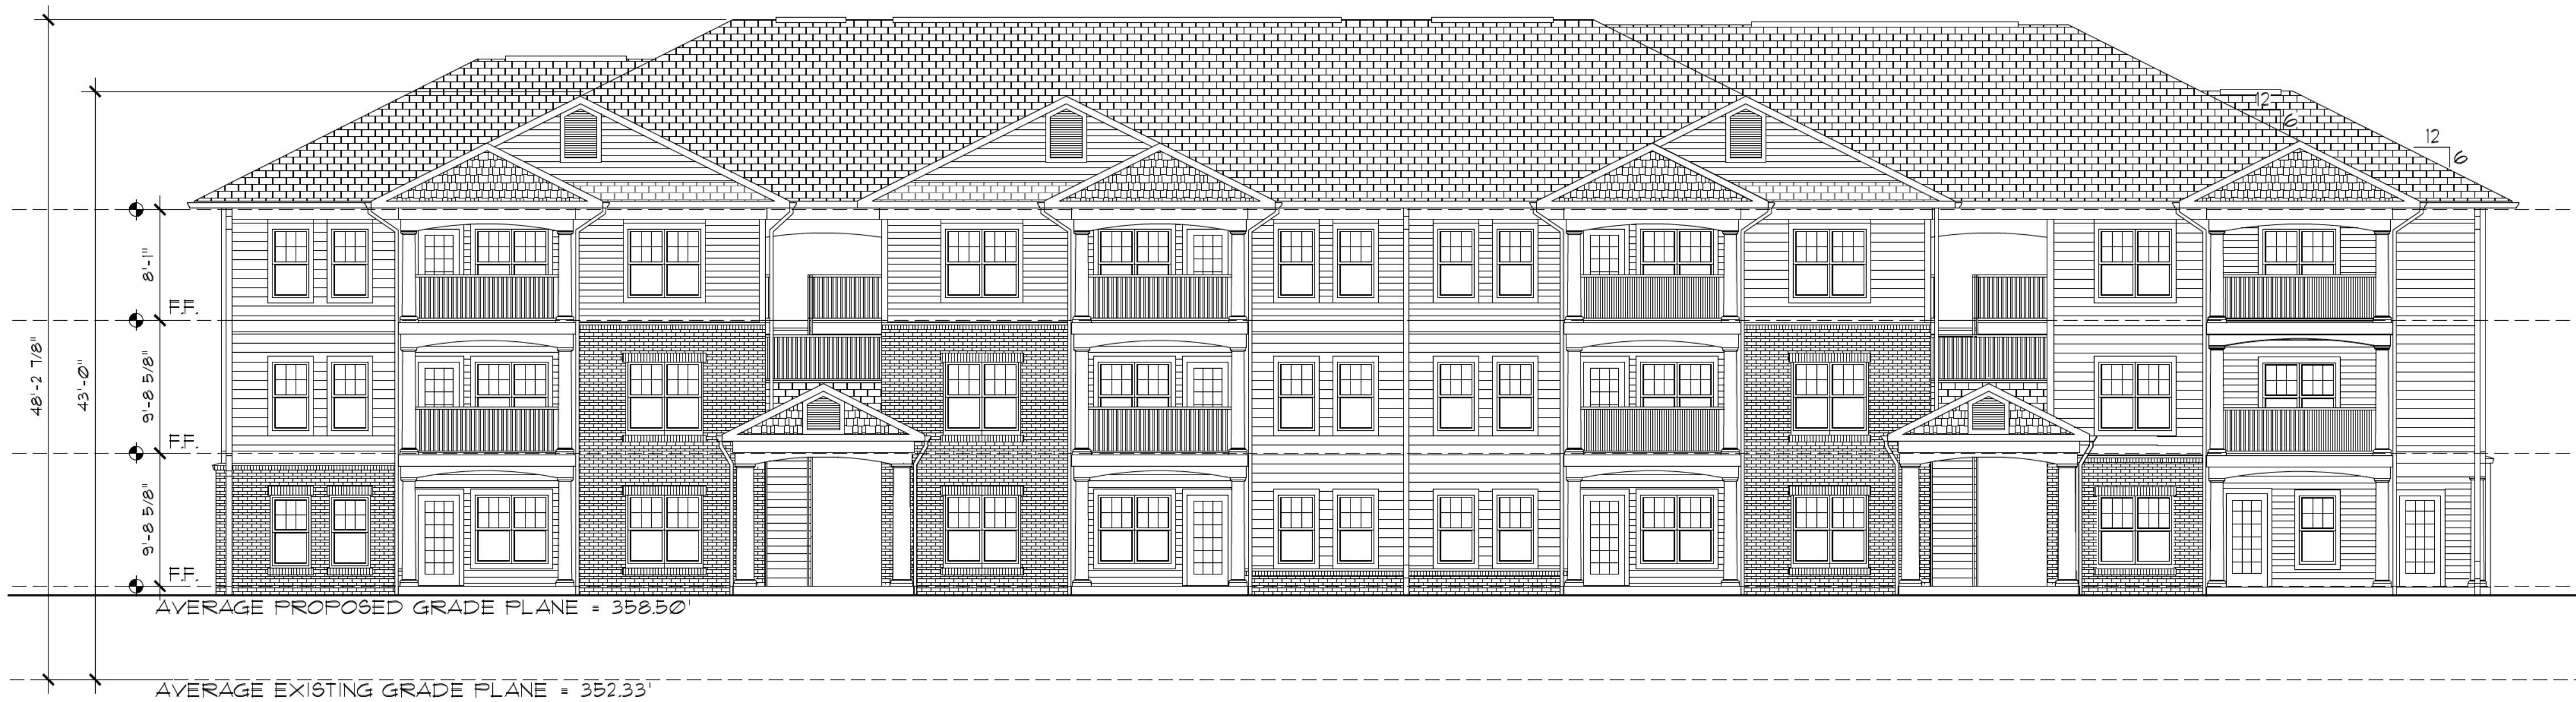 12
6
12
6
8'-1"
F.F.
48'-2 7/8"
43'-0"
9'-8 5/8"
F.F.
9'-8 5/8"
F.F.
AVERAGE PROPOSED GRADE PLANE = 358.50'
AVERAGE EXISTING GRADE PLANE = 352.33'